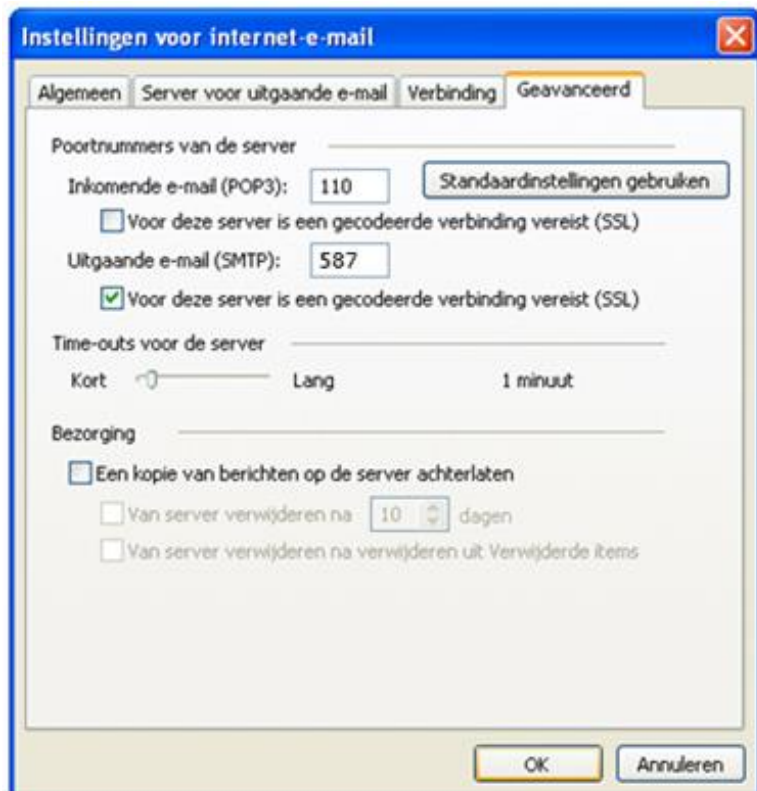 Instellingen voor internet-e-mail
Algemeen Server voor uitgaande e-mail Verbinding Geavanceerd
Poortnummers van de server
Inkomende e-mail (POP3): 110 Standaardinstellingen gebruiken
Voor deze server is een gecodeerde verbinding vereist (SSL)
Uitgaande e-mail (SMTP): 587
Voor deze server is een gecodeerde verbinding vereist (SSL)
Time-outs voor de server
Kort Lang 1 minuut
Bezorging
Een kopie van berichten op de server achterlaten
Van server verwijderen na 10 dagen
Van server verwijderen na verwijderen uit Verwijderde items
OK Annuleren